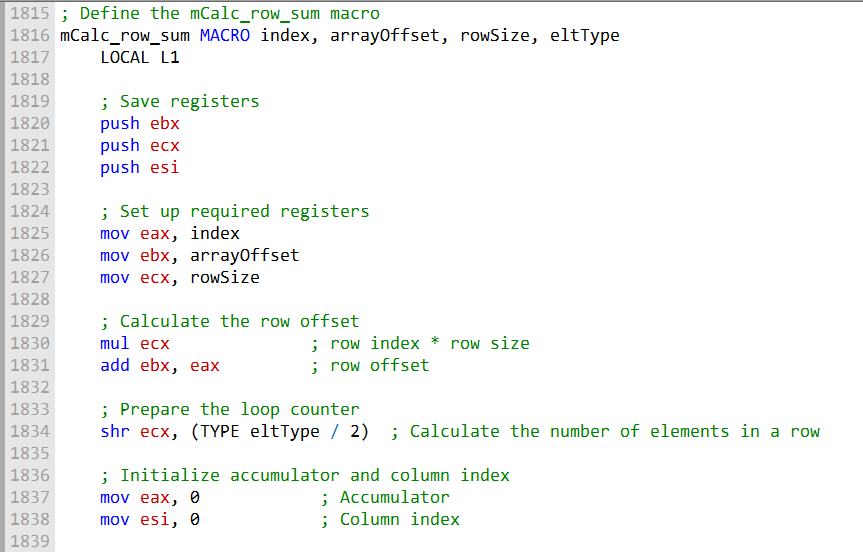 1815 ; Define the mCalc_row_sum macro
1816 mCalc_row_sum MACRO index, arrayOffset, rowSize, eltType
1817     LOCAL L1
1818
1819     ; Save registers
1820     push ebx
1821     push ecx
1822     push esi
1823
1824     ; Set up required registers
1825     mov eax, index
1826     mov ebx, arrayOffset
1827     mov ecx, rowSize
1828
1829     ; Calculate the row offset
1830     mul ecx              ; row index * row size
1831     add ebx, eax         ; row offset
1832
1833     ; Prepare the loop counter
1834     shr ecx, (TYPE eltType / 2)  ; Calculate the number of elements in a row
1835
1836     ; Initialize accumulator and column index
1837     mov eax, 0            ; Accumulator
1838     mov esi, 0            ; Column index
1839